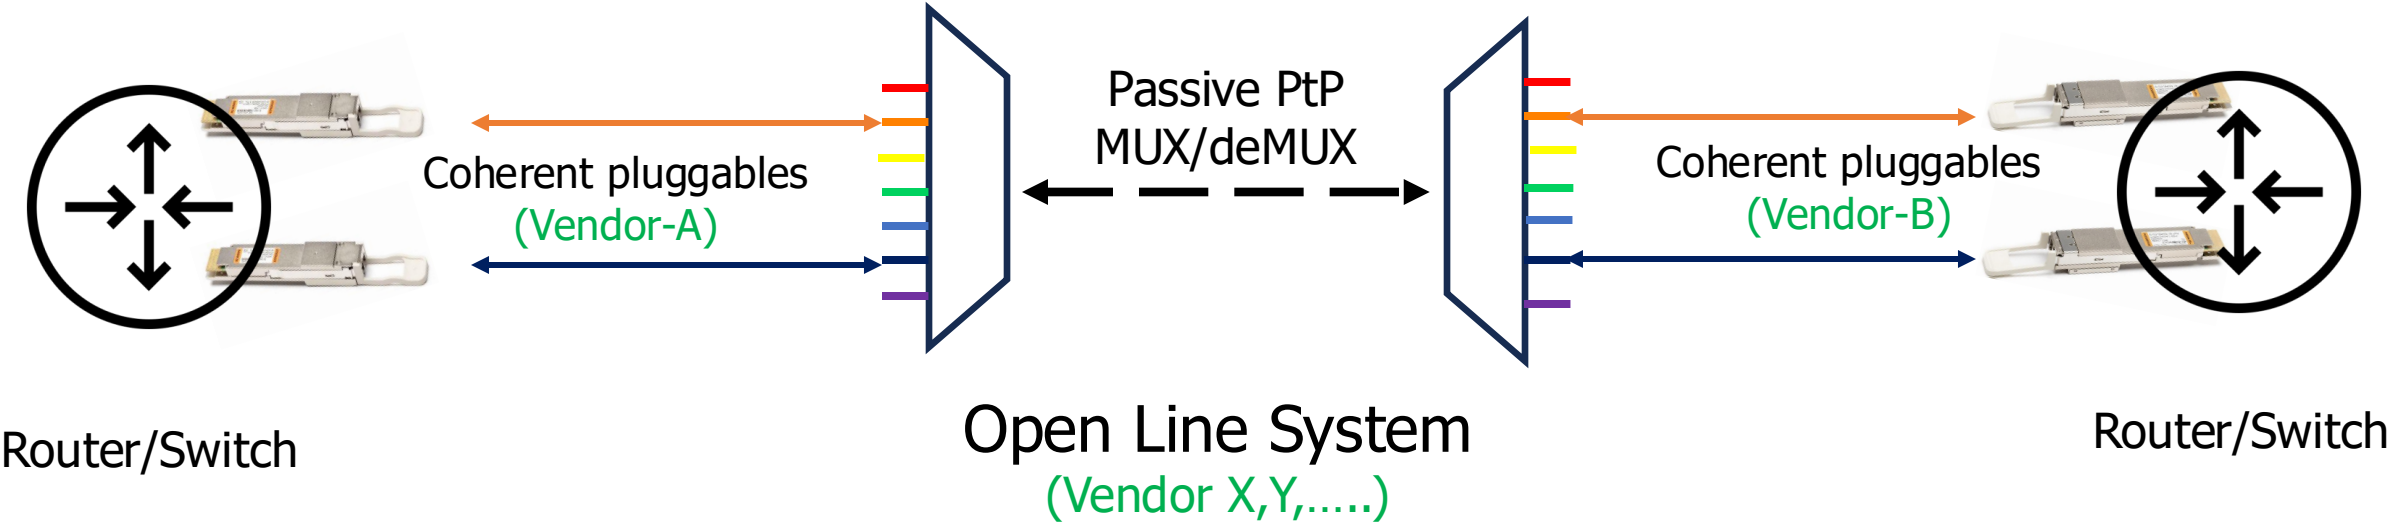 Passive PtP
MUX/deMUX
Coherent pluggables
(Vendor-A)
Coherent pluggables
(Vendor-B)
Open Line System
(Vendor X,Y,.....)
Router/Switch
Router/Switch